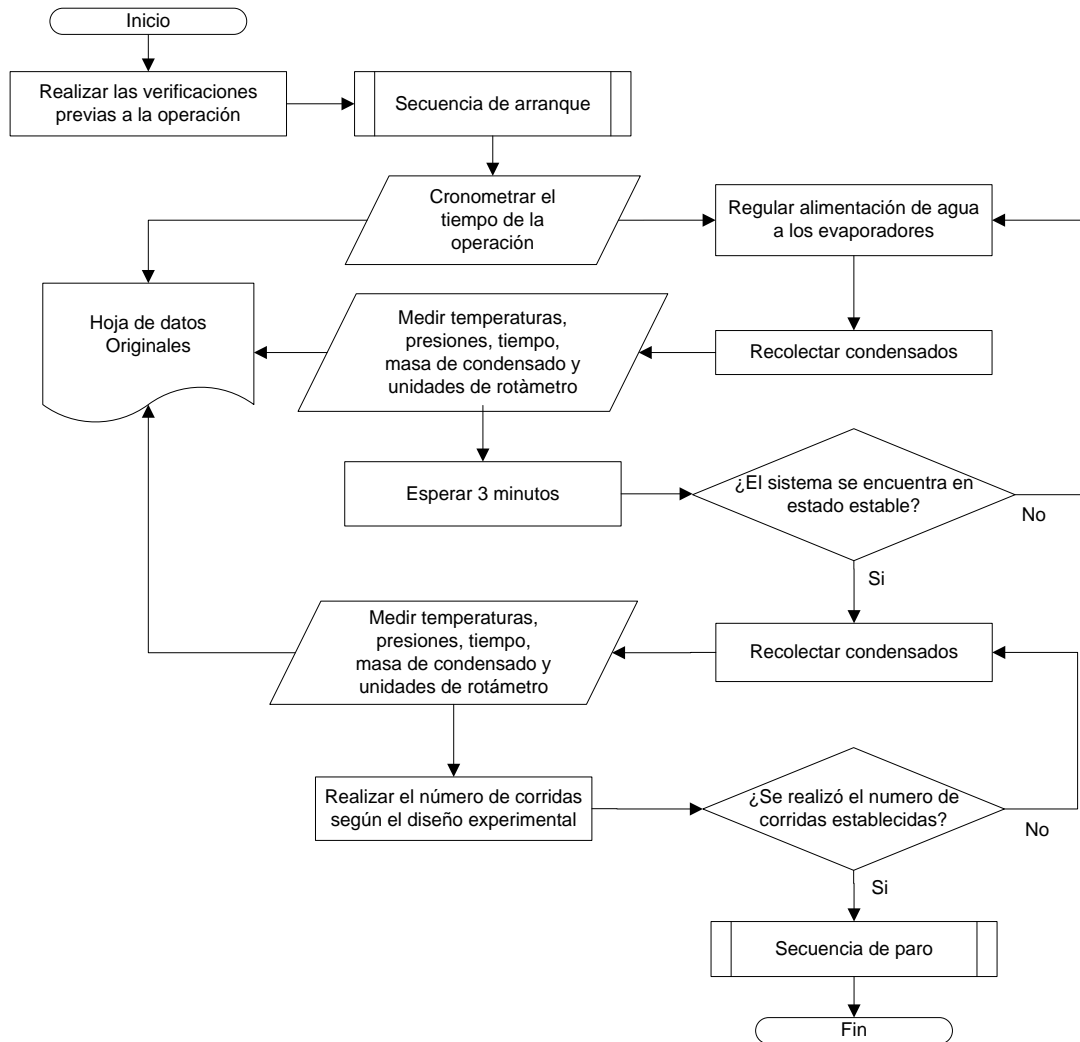 Inicio
Realizar las verificaciones
previas a la operación
Secuencia de arranque
Cronometrar el
tiempo de la
operación
Regular alimentación de agua
a los evaporadores
Hoja de datos
Originales
Medir temperaturas,
presiones, tiempo,
masa de condensado y
unidades de rotàmetro
Recolectar condensados
Esperar 3 minutos
¿El sistema se encuentra en
estado estable?
No
Si
Medir temperaturas,
presiones, tiempo,
masa de condensado y
unidades de rotámetro
Recolectar condensados
Realizar el número de corridas
según el diseño experimental
¿Se realizó el numero de
corridas establecidas?
No
Si
Secuencia de paro
Fin